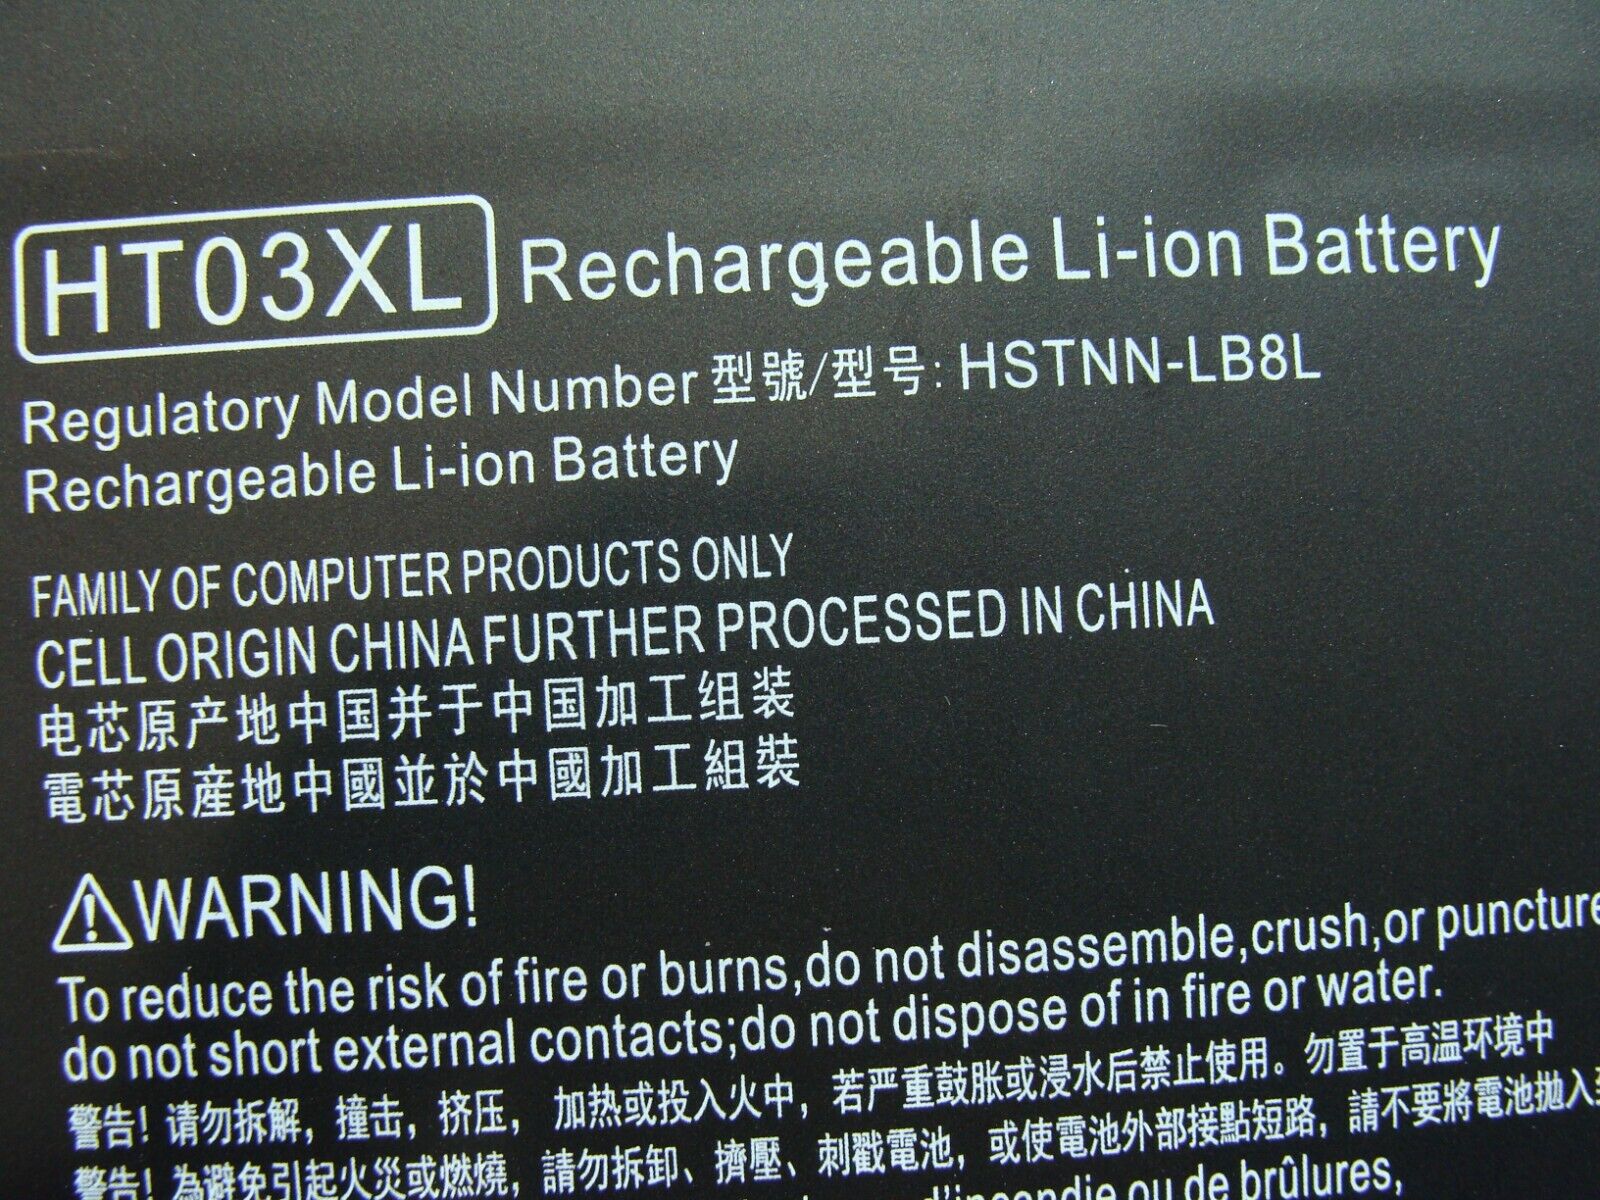 HT03XL Rechargeable Li-ion Battery
Regulatory Model Number 型號/型号: HSTNN-LB8L
Rechargeable Li-ion Battery
FAMILY OF COMPUTER PRODUCTS ONLY
CELL ORIGIN CHINA FURTHER PROCESSED IN CHINA
电芯原产地中国并于中国加工组装
電芯原産地中國並於中國加工組裝
⚠WARNING!
To reduce the risk of fire or burns,do not disassemble,crush,or puncture
do not short external contacts;do not dispose of in fire or water.
警告! 请勿拆解, 撞击, 挤压, 加热或投入火中, 若严重鼓胀或浸水后禁止使用。勿置于高温环境中
警告! 為避免引起火災或燃燒, 請勿拆卸、擠壓、刺戳電池, 或使電池外部接點短路, 請不要將電池拋入
d'incendie ou de brûlures,